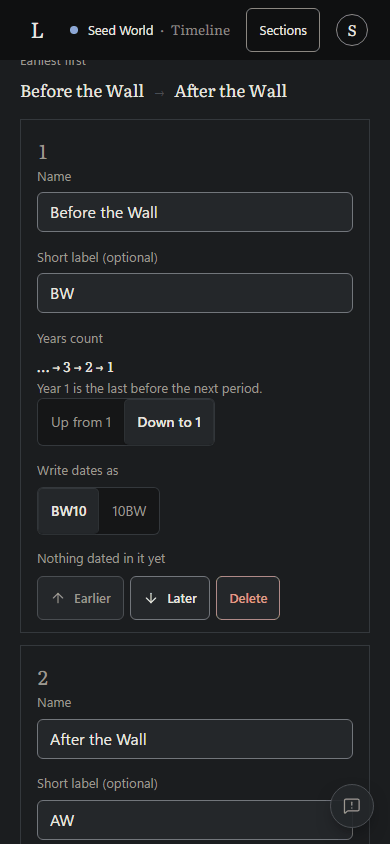 L Seed World · Timeline Sections S
Earliest first
Before the Wall → After the Wall
1
Name
Before the Wall
Short label (optional)
BW
Years count
... → 3 → 2 → 1
Year 1 is the last before the next period.
Up from 1 Down to 1
Write dates as
BW10 10BW
Nothing dated in it yet
↑ Earlier ↓ Later Delete
2
Name
After the Wall
Short label (optional)
AW